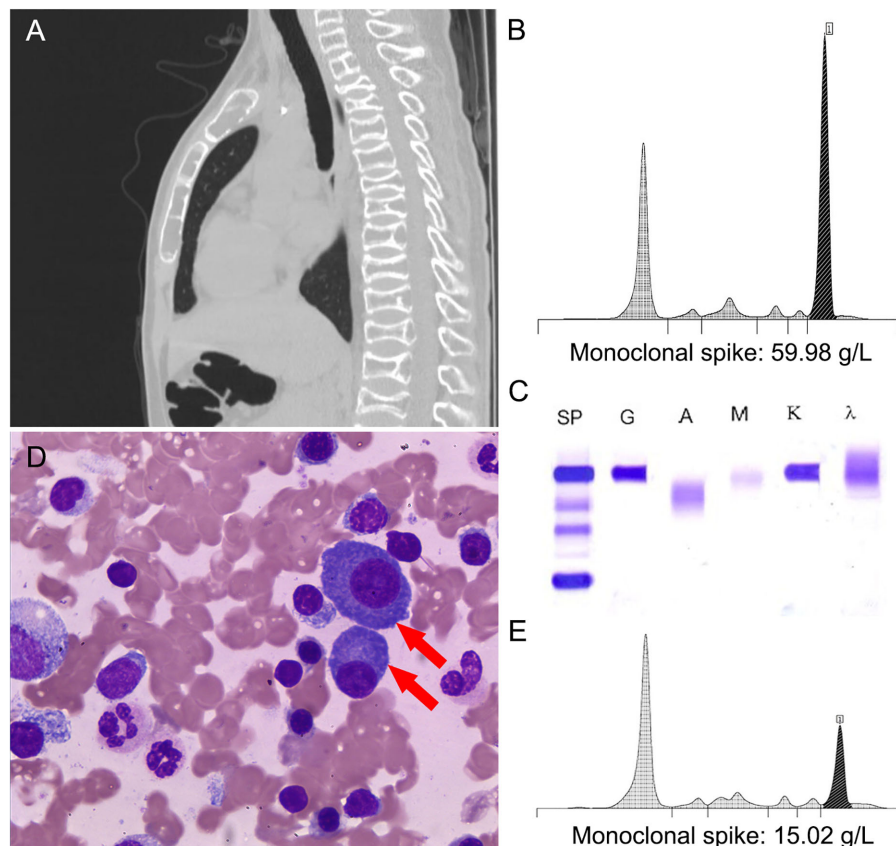 A
B
1
Monoclonal spike: 59.98 g/L
C
SP G A M K λ
D
E
1
Monoclonal spike: 15.02 g/L